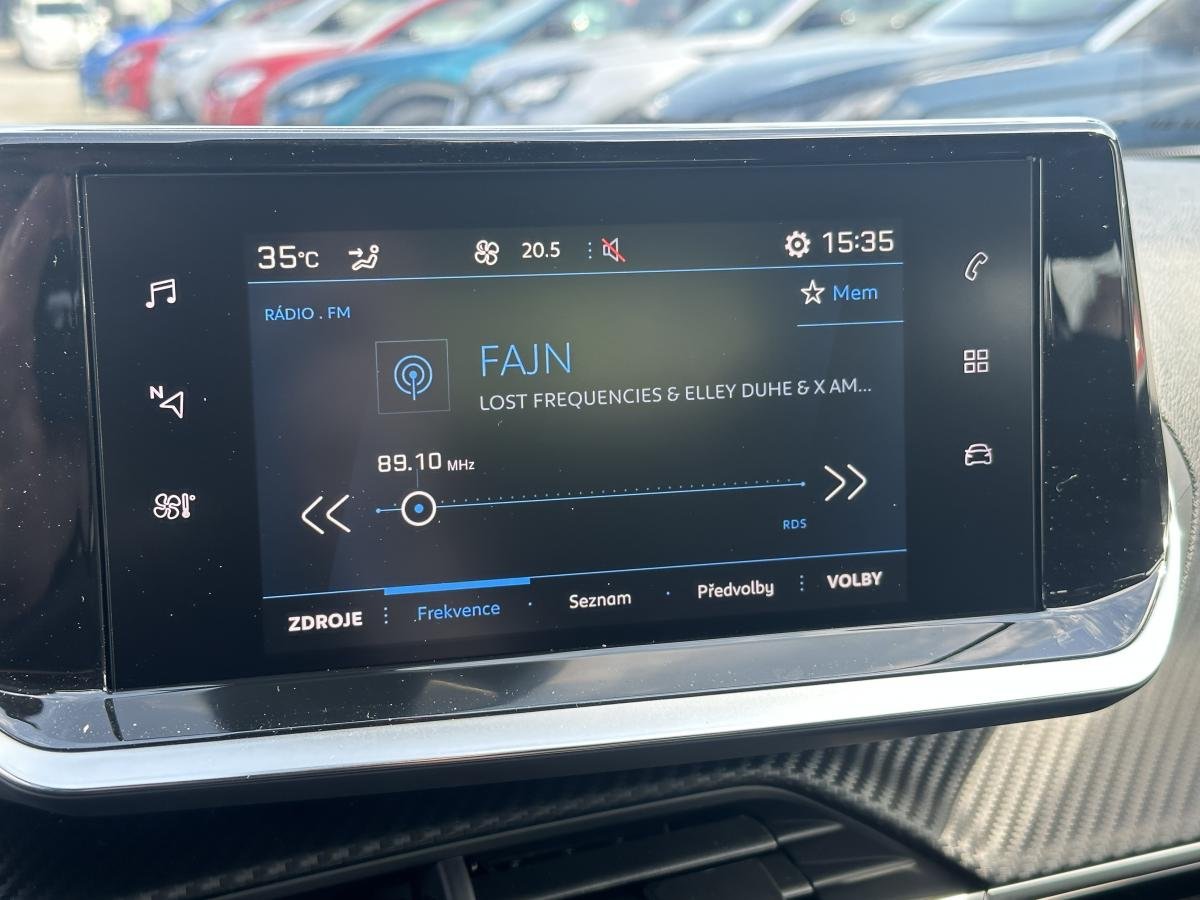 35°C 20.5 15:35
RÁDIO . FM
Mem
FAJN
LOST FREQUENCIES & ELLEY DUHE & X AM...
N
89.10 MHz
RDS
ZDROJE Frekvence Seznam Předvolby VOLBY